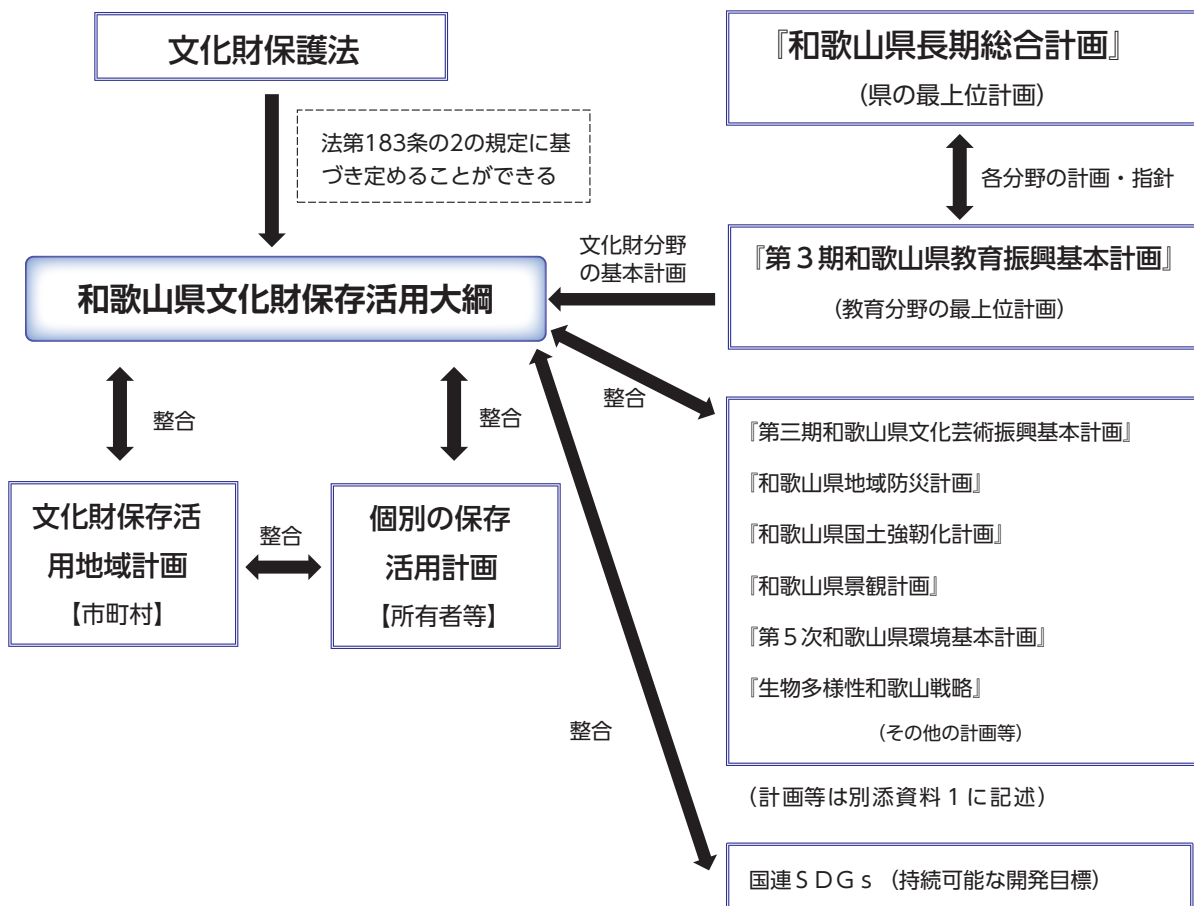 文化財保護法
『和歌山県長期総合計画』
（県の最上位計画）
法第183条の2の規定に基
づき定めることができる
各分野の計画・指針
文化財分野
の基本計画
『第３期和歌山県教育振興基本計画』
（教育分野の最上位計画）
和歌山県文化財保存活用大綱
整合
整合
整合
『第三期和歌山県文化芸術振興基本計画』
『和歌山県地域防災計画』
『和歌山県国土強靭化計画』
『和歌山県景観計画』
『第５次和歌山県環境基本計画』
『生物多様性和歌山戦略』
（その他の計画等）
文化財保存活
用地域計画
【市町村】
整合
個別の保存
活用計画
【所有者等】
整合
（計画等は別添資料１に記述）
国連ＳＤＧｓ（持続可能な開発目標）